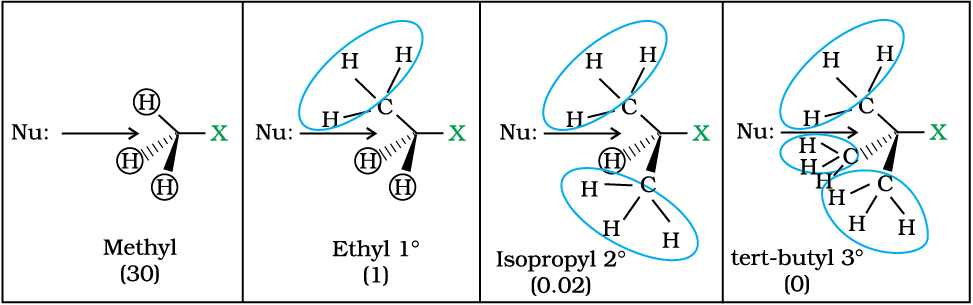 H
Nu:
X
H
H
Methyl
(30)
H
H
H
C
Nu:
X
H
H
Ethyl 1°
(1)
H
H
H
C
Nu:
X
H
H
C
H
H
Isopropyl 2°
(0.02)
H
H
H
C
Nu:
X
H
C
H
H
H
C
H
H
tert-butyl 3°
(0)